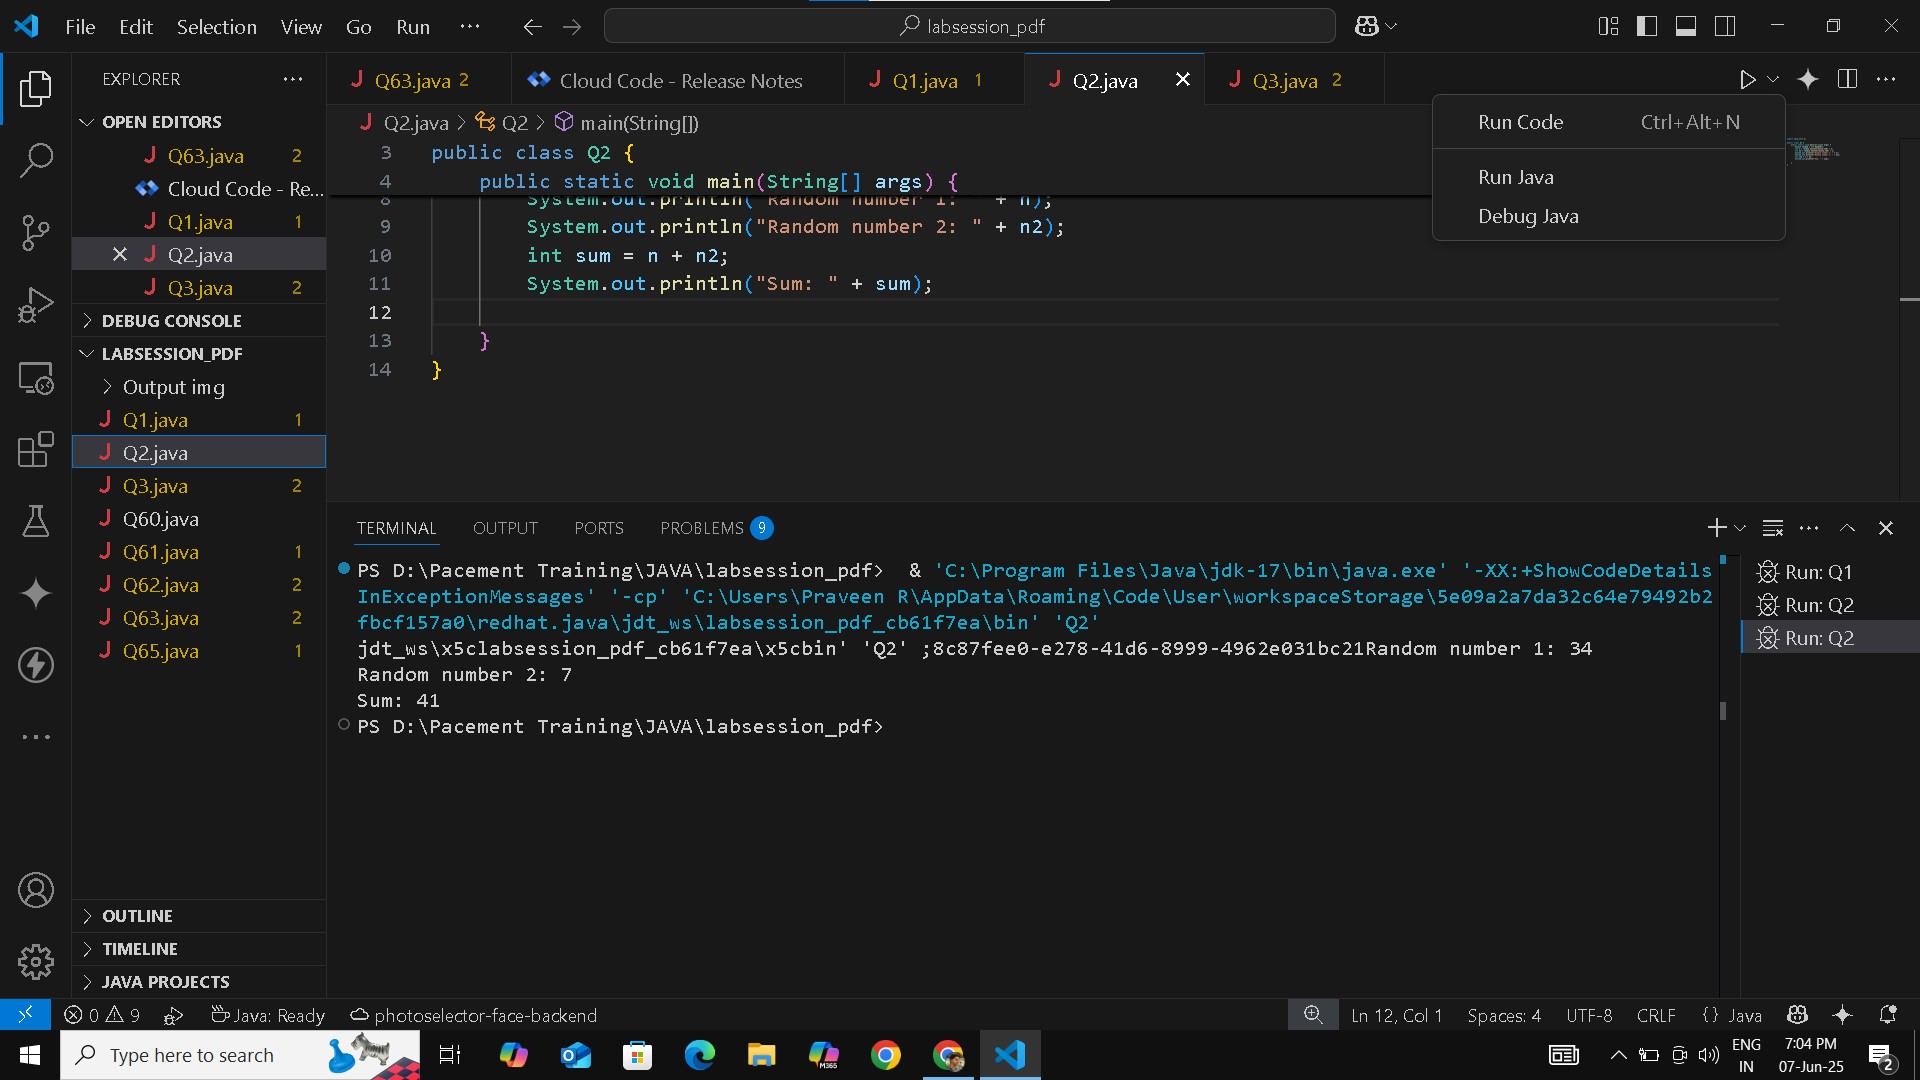 File Edit Selection View Go Run ··· labsession_pdf
EXPLORER ···
OPEN EDITORS
Q63.java 2
Cloud Code - Re...
Q1.java 1
Q2.java
Q3.java 2
DEBUG CONSOLE
LABSESSION_PDF
Output img
Q1.java 1
Q2.java
Q3.java 2
Q60.java
Q61.java 1
Q62.java 2
Q63.java 2
Q65.java 1
OUTLINE
TIMELINE
JAVA PROJECTS
Q63.java 2 Cloud Code - Release Notes Q1.java 1 Q2.java Q3.java 2
Q2.java > Q2 > main(String[])
3 public class Q2 {
4 public static void main(String[] args) {
8 System.out.println("Random number 1: " + n);
9 System.out.println("Random number 2: " + n2);
10 int sum = n + n2;
11 System.out.println("Sum: " + sum);
12
13 }
14 }
Run Code Ctrl+Alt+N
Run Java
Debug Java
TERMINAL OUTPUT PORTS PROBLEMS 9
PS D:\Pacement Training\JAVA\labsession_pdf> & 'C:\Program Files\Java\jdk-17\bin\java.exe' '-XX:+ShowCodeDetails
InExceptionMessages' '-cp' 'C:\Users\Praveen R\AppData\Roaming\Code\User\workspaceStorage\5e09a2a7da32c64e79492b2
fbcf157a0\redhat.java\jdt_ws\labsession_pdf_cb61f7ea\bin' 'Q2'
jdt_ws\x5clabsession_pdf_cb61f7ea\x5cbin' 'Q2' ;8c87fee0-e278-41d6-8999-4962e031bc21Random number 1: 34
Random number 2: 7
Sum: 41
PS D:\Pacement Training\JAVA\labsession_pdf>
Run: Q1
Run: Q2
Run: Q2
0 9 Java: Ready photoselector-face-backend Ln 12, Col 1 Spaces: 4 UTF-8 CRLF {} Java
Type here to search M365 ENG
IN 7:04 PM
07-Jun-25 2